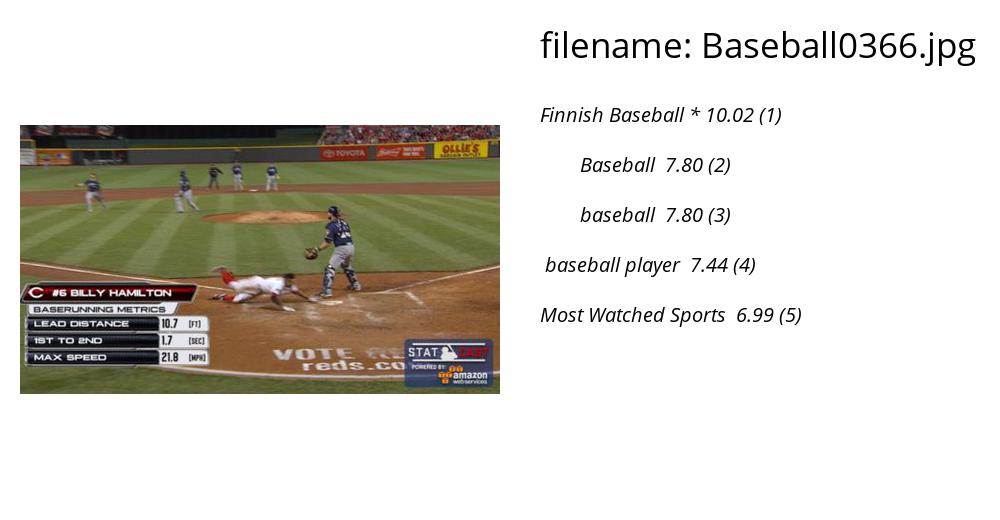 filename: Baseball0366.jpg
Finnish Baseball * 10.02 (1)
Baseball 7.80 (2)
baseball 7.80 (3)
baseball player 7.44 (4)
Most Watched Sports 6.99 (5)
TOYOTA
OLLIE'S
BARGAIN OUTLET
C #6 BILLY HAMILTON
BASERUNNING METRICS
LEAD DISTANCE 10.7 [FT]
1ST TO 2ND 1.7 [SEC]
MAX SPEED 21.8 [MPH]
VOTE
reds.co
STATCAST
POWERED BY:
amazon
webservices